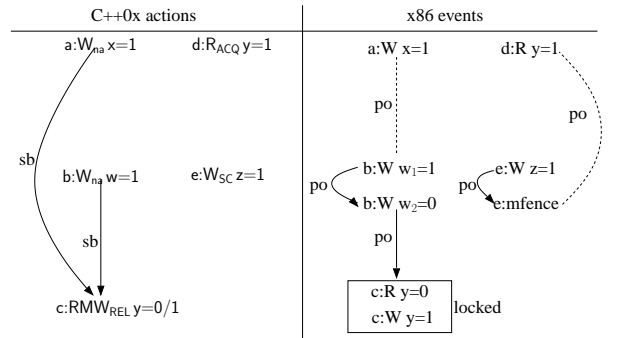 C++0x actions
x86 events
a:Wna x=1
d:RACQ y=1
a:W x=1
d:R y=1
po
po
sb
b:Wna w=1
e:WSC z=1
b:W w1=1
e:W z=1
po
po
b:W w2=0
e:mfence
sb
po
c:RMWREL y=0/1
c:R y=0
c:W y=1
locked